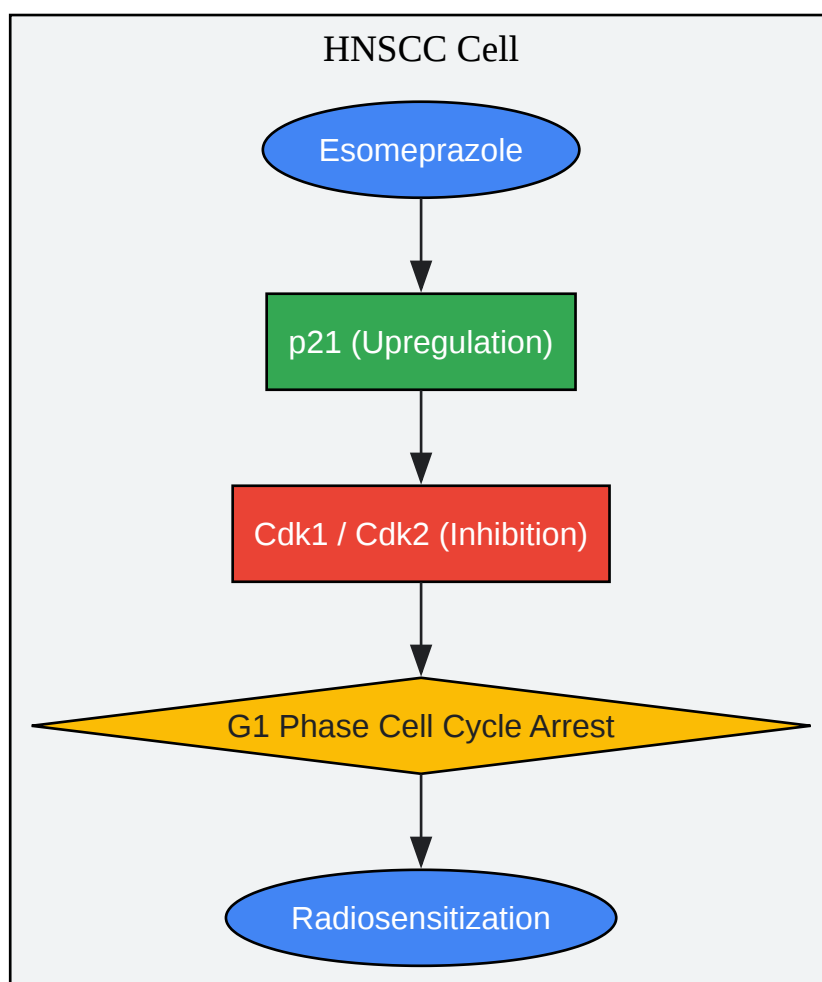 HNSCC Cell
Esomeprazole
p21 (Upregulation)
Cdk1 / Cdk2 (Inhibition)
G1 Phase Cell Cycle Arrest
Radiosensitization